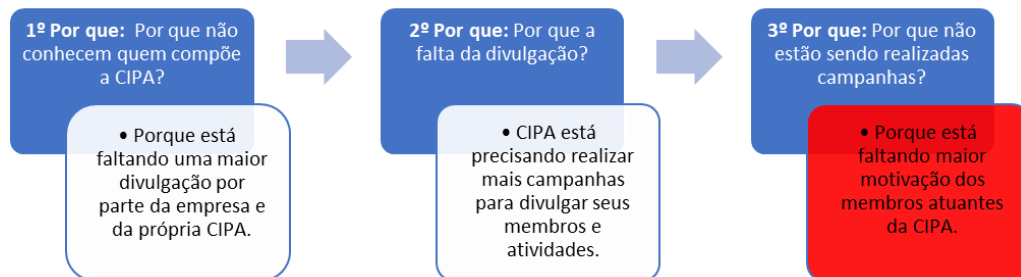 1º Por que: Por que não
conhecem quem compõe
a CIPA?
• Porque está
faltando uma maior
divulgação por
parte da empresa e
da própria CIPA.
2º Por que: Por que a
falta da divulgação?
• CIPA está
precisando realizar
mais campanhas
para divulgar seus
membros e
atividades.
3º Por que: Por que não
estão sendo realizadas
campanhas?
• Porque está
faltando maior
motivação dos
membros atuantes
da CIPA.